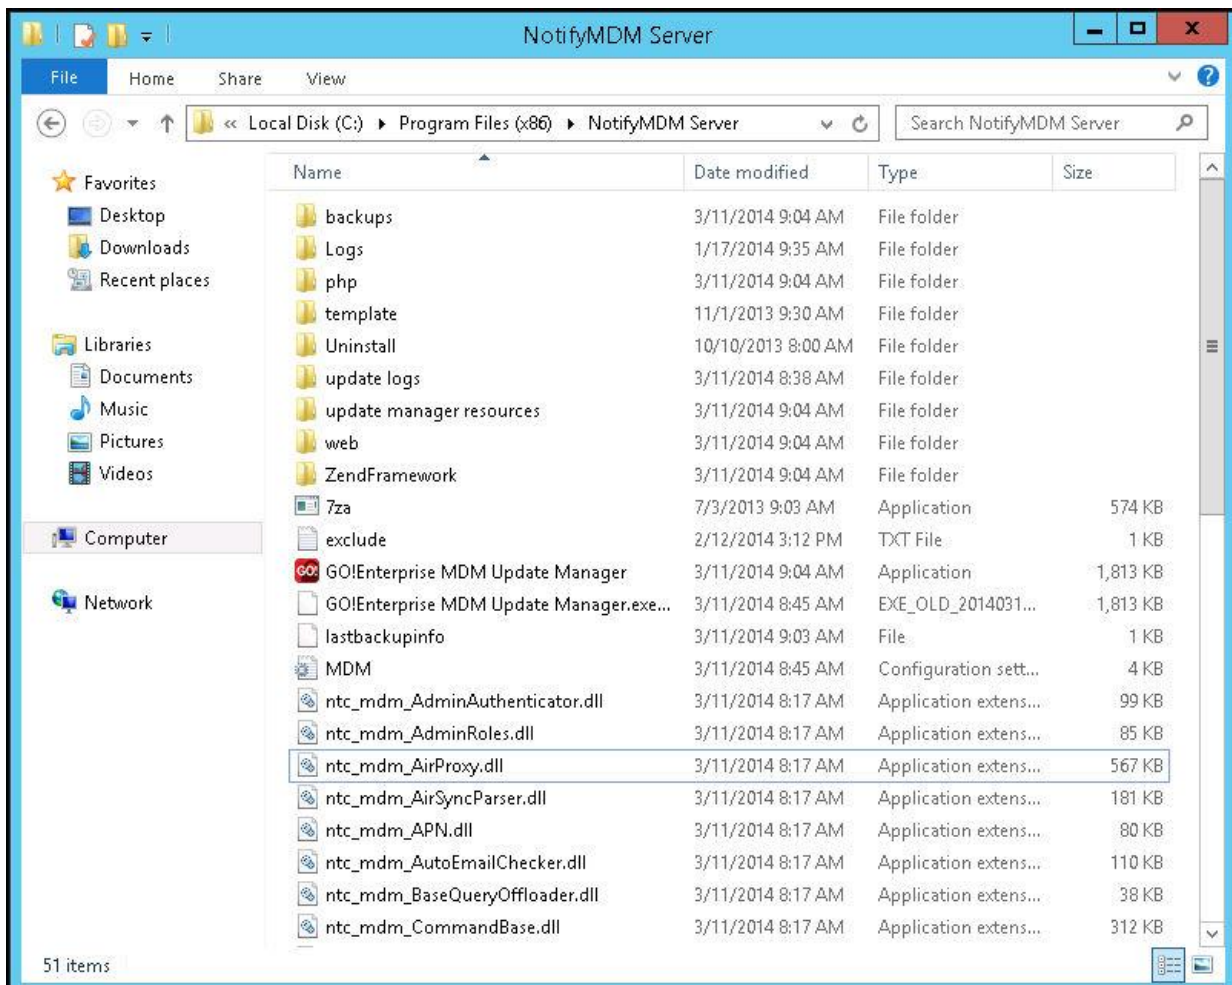 NotifyMDM Server
File Home Share View
« Local Disk (C:) Program Files (x86) NotifyMDM Server Search NotifyMDM Server
Favorites
Desktop
Downloads
Recent places
Libraries
Documents
Music
Pictures
Videos
Computer
Network
Name Date modified Type Size
backups 3/11/2014 9:04 AM File folder
Logs 1/17/2014 9:35 AM File folder
php 3/11/2014 9:04 AM File folder
template 11/1/2013 9:30 AM File folder
Uninstall 10/10/2013 8:00 AM File folder
update logs 3/11/2014 8:38 AM File folder
update manager resources 3/11/2014 9:04 AM File folder
web 3/11/2014 9:04 AM File folder
ZendFramework 3/11/2014 9:04 AM File folder
7za 7/3/2013 9:03 AM Application 574 KB
exclude 2/12/2014 3:12 PM TXT File 1 KB
GO! GO!Enterprise MDM Update Manager 3/11/2014 9:04 AM Application 1,813 KB
GO!Enterprise MDM Update Manager.exe... 3/11/2014 8:45 AM EXE_OLD_2014031... 1,813 KB
lastbackupinfo 3/11/2014 9:03 AM File 1 KB
MDM 3/11/2014 8:45 AM Configuration sett... 4 KB
ntc_mdm_AdminAuthenticator.dll 3/11/2014 8:17 AM Application extens... 99 KB
ntc_mdm_AdminRoles.dll 3/11/2014 8:17 AM Application extens... 85 KB
ntc_mdm_AirProxy.dll 3/11/2014 8:17 AM Application extens... 567 KB
ntc_mdm_AirSyncParser.dll 3/11/2014 8:17 AM Application extens... 181 KB
ntc_mdm_APN.dll 3/11/2014 8:17 AM Application extens... 80 KB
ntc_mdm_AutoEmailChecker.dll 3/11/2014 8:17 AM Application extens... 110 KB
ntc_mdm_BaseQueryOffloader.dll 3/11/2014 8:17 AM Application extens... 38 KB
ntc_mdm_CommandBase.dll 3/11/2014 8:17 AM Application extens... 312 KB
51 items